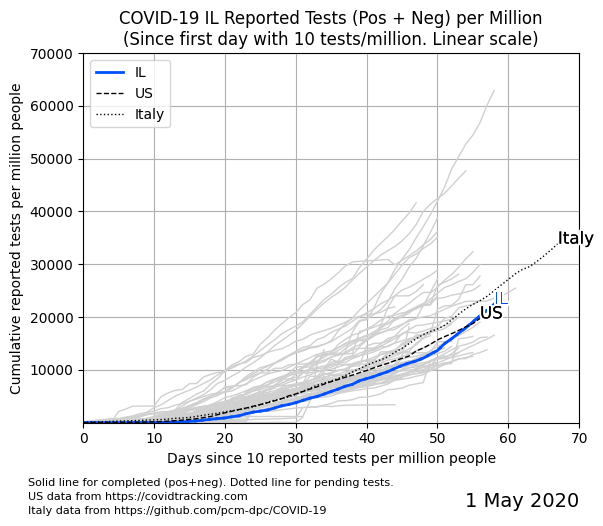 COVID-19 IL Reported Tests (Pos + Neg) per Million
(Since first day with 10 tests/million. Linear scale)
Cumulative reported tests per million people
70000
60000
50000
40000
30000
20000
10000
IL
US
Italy
Italy
IL
US
0 10 20 30 40 50 60 70
Days since 10 reported tests per million people
Solid line for completed (pos+neg). Dotted line for pending tests.
US data from https://covidtracking.com
Italy data from https://github.com/pcm-dpc/COVID-19
1 May 2020